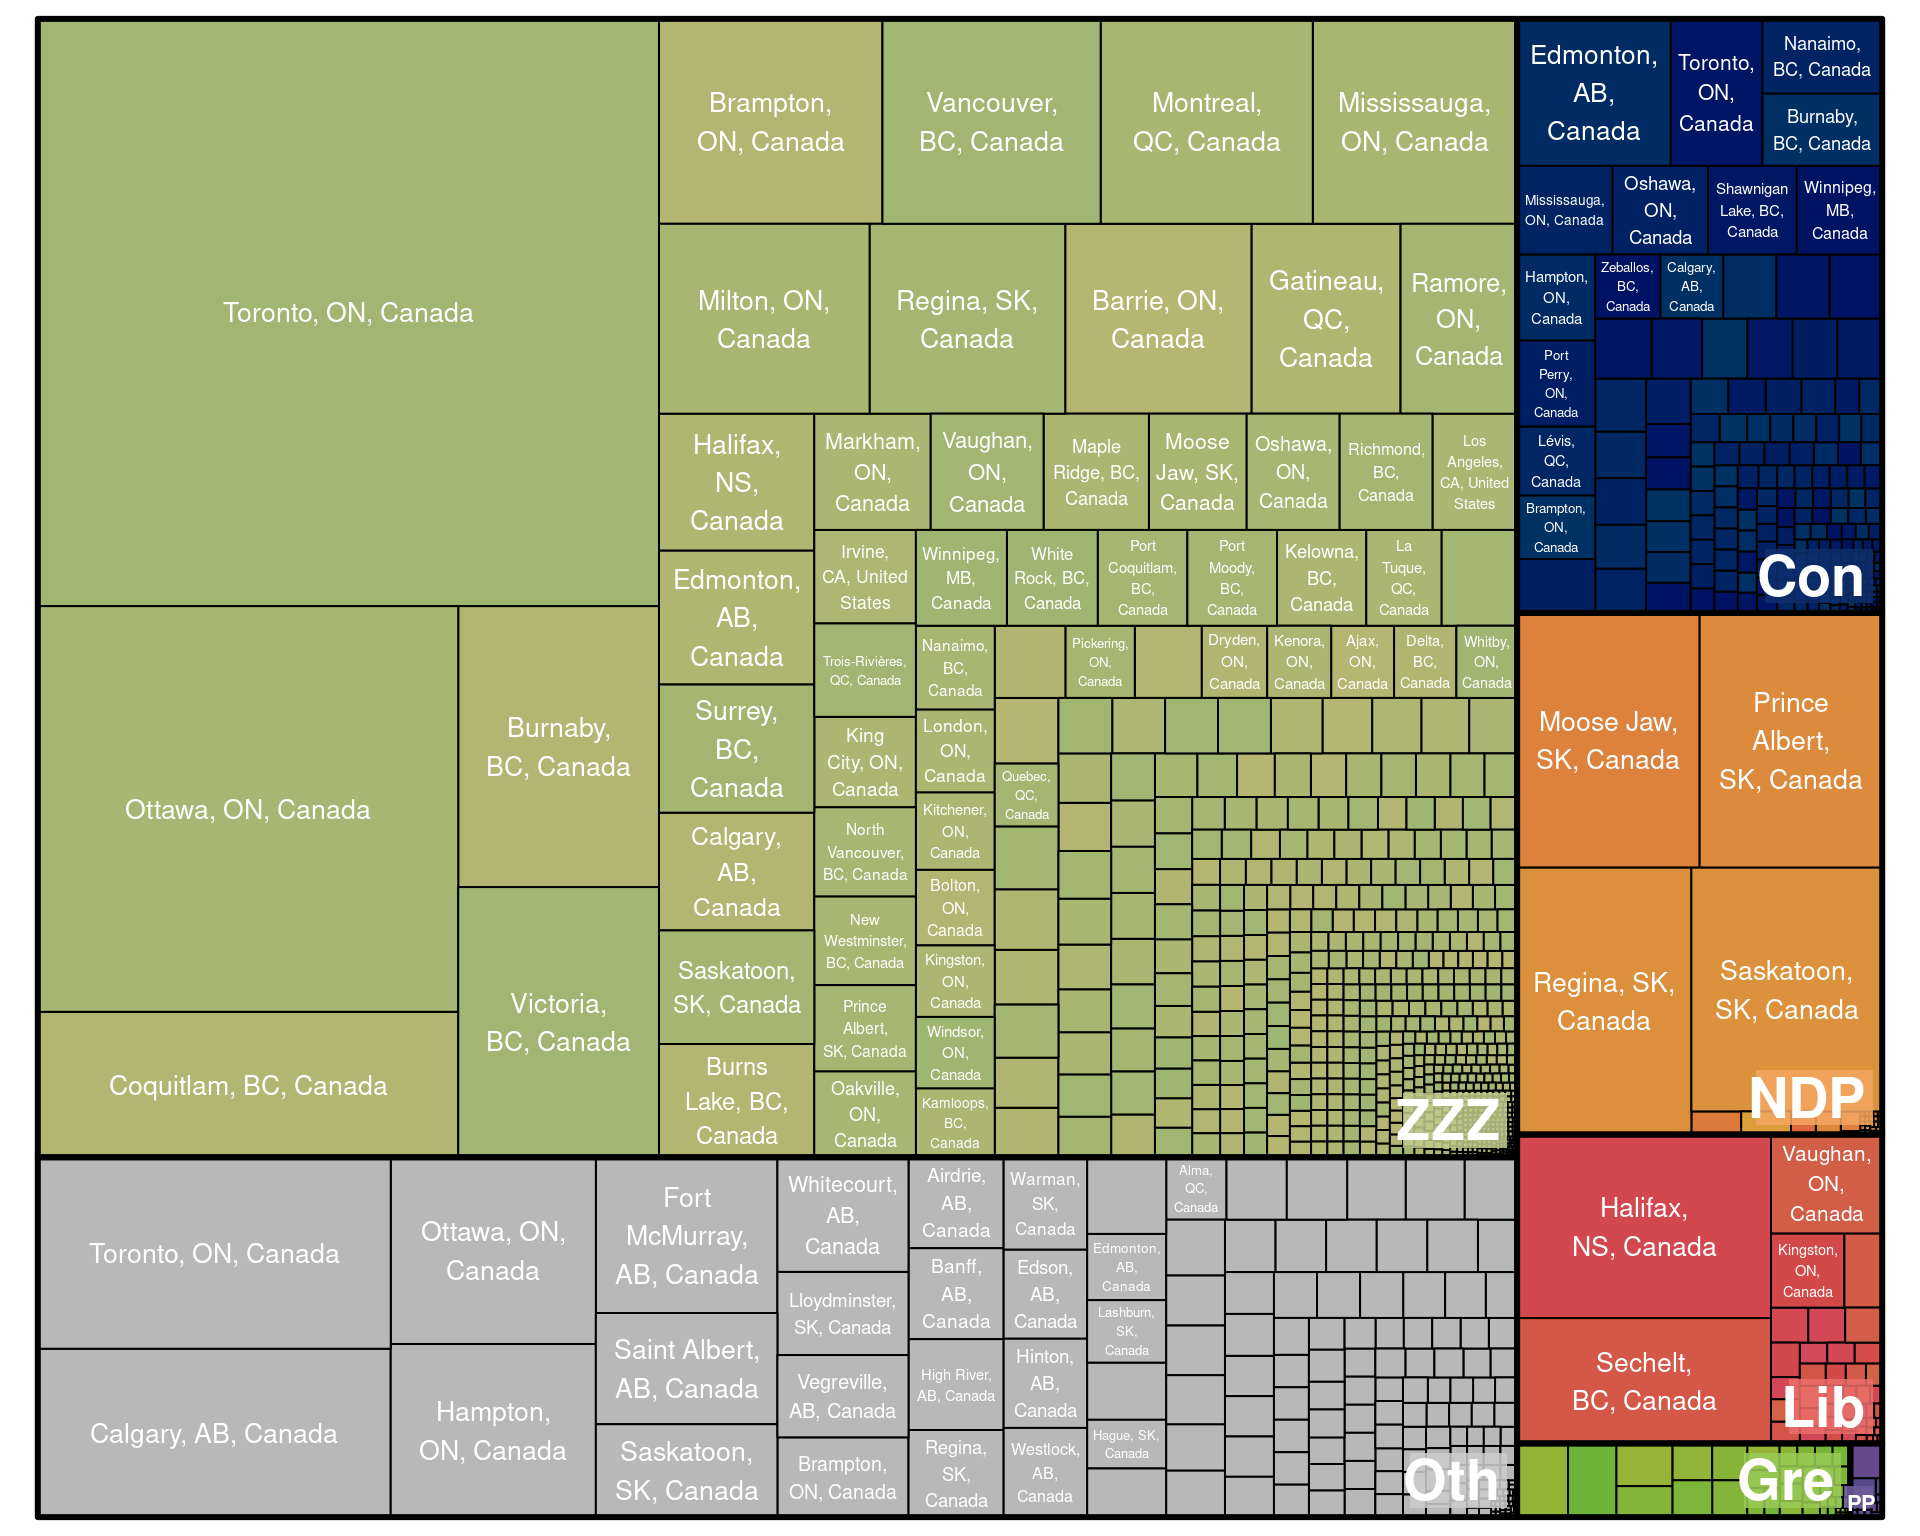 Toronto, ON, Canada
Ottawa, ON, Canada
Coquitlam, BC, Canada
Burnaby,
BC, Canada
Victoria,
BC, Canada
Brampton,
ON, Canada
Vancouver,
BC, Canada
Montreal,
QC, Canada
Mississauga,
ON, Canada
Milton, ON,
Canada
Regina, SK,
Canada
Barrie, ON,
Canada
Gatineau,
QC,
Canada
Ramore,
ON,
Canada
Halifax,
NS,
Canada
Edmonton,
AB,
Canada
Surrey,
BC,
Canada
Calgary,
AB,
Canada
Saskatoon,
SK, Canada
Burns
Lake, BC,
Canada
Markham,
ON,
Canada
Vaughan,
ON,
Canada
Maple
Ridge, BC,
Canada
Moose
Jaw, SK,
Canada
Oshawa,
ON,
Canada
Richmond,
BC,
Canada
Los
Angeles,
CA, United
States
Irvine,
CA, United
States
Trois-Rivières,
QC, Canada
King
City, ON,
Canada
North
Vancouver,
BC, Canada
New
Westminster,
BC, Canada
Prince
Albert,
SK, Canada
Oakville,
ON,
Canada
Winnipeg,
MB,
Canada
White
Rock, BC,
Canada
Port
Coquitlam,
BC,
Canada
Port
Moody,
BC,
Canada
Kelowna,
BC,
Canada
La
Tuque,
QC,
Canada
Nanaimo,
BC,
Canada
London,
ON,
Canada
Kitchener,
ON,
Canada
Bolton,
ON,
Canada
Kingston,
ON,
Canada
Windsor,
ON,
Canada
Kamloops,
BC,
Canada
Pickering,
ON,
Canada
Dryden,
ON,
Canada
Kenora,
ON,
Canada
Ajax,
ON,
Canada
Delta,
BC,
Canada
Whitby,
ON,
Canada
Quebec,
QC,
Canada
ZZZ
Toronto, ON, Canada
Calgary, AB, Canada
Ottawa, ON,
Canada
Hampton,
ON, Canada
Fort
McMurray,
AB, Canada
Saint Albert,
AB, Canada
Saskatoon,
SK, Canada
Whitecourt,
AB,
Canada
Lloydminster,
SK, Canada
Vegreville,
AB, Canada
Brampton,
ON, Canada
Airdrie,
AB,
Canada
Banff,
AB,
Canada
High River,
AB, Canada
Regina,
SK,
Canada
Warman,
SK,
Canada
Edson,
AB,
Canada
Hinton,
AB,
Canada
Westlock,
AB,
Canada
Edmonton,
AB,
Canada
Lashburn,
SK,
Canada
Hague, SK,
Canada
Alma,
QC,
Canada
Oth
Edmonton,
AB,
Canada
Toronto,
ON,
Canada
Nanaimo,
BC, Canada
Burnaby,
BC, Canada
Mississauga,
ON, Canada
Oshawa,
ON,
Canada
Shawnigan
Lake, BC,
Canada
Winnipeg,
MB,
Canada
Hampton,
ON,
Canada
Port
Perry,
ON,
Canada
Lévis,
QC,
Canada
Brampton,
ON,
Canada
Zeballos,
BC,
Canada
Calgary,
AB,
Canada
Con
Moose Jaw,
SK, Canada
Prince
Albert,
SK, Canada
Regina, SK,
Canada
Saskatoon,
SK, Canada
NDP
Halifax,
NS, Canada
Sechelt,
BC, Canada
Vaughan,
ON,
Canada
Kingston,
ON,
Canada
Lib
Gre
PP